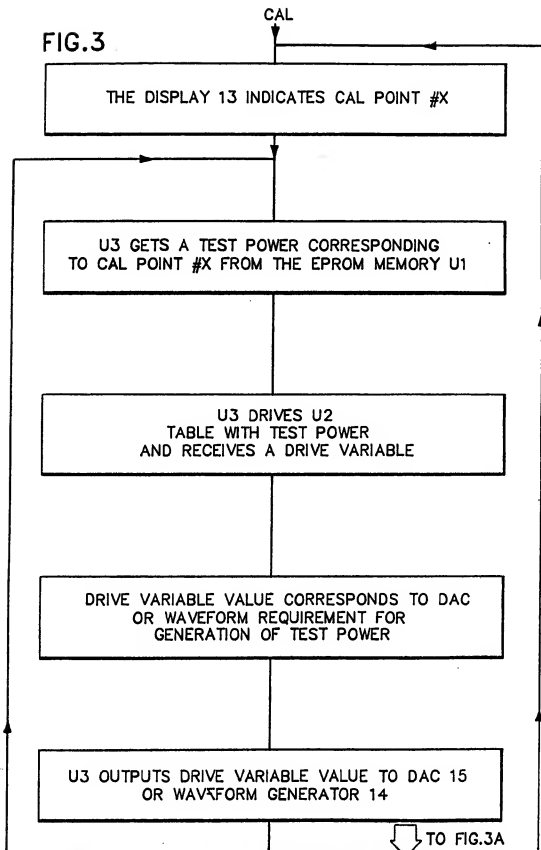 CAL
FIG.3
THE DISPLAY 13 INDICATES CAL POINT #X
U3 GETS A TEST POWER CORRESPONDING
TO CAL POINT #X FROM THE EPROM MEMORY U1
U3 DRIVES U2
TABLE WITH TEST POWER
AND RECEIVES A DRIVE VARIABLE
DRIVE VARIABLE VALUE CORRESPONDS TO DAC
OR WAVEFORM REQUIREMENT FOR
GENERATION OF TEST POWER
U3 OUTPUTS DRIVE VARIABLE VALUE TO DAC 15
OR WAVEFORM GENERATOR 14
TO FIG.3A